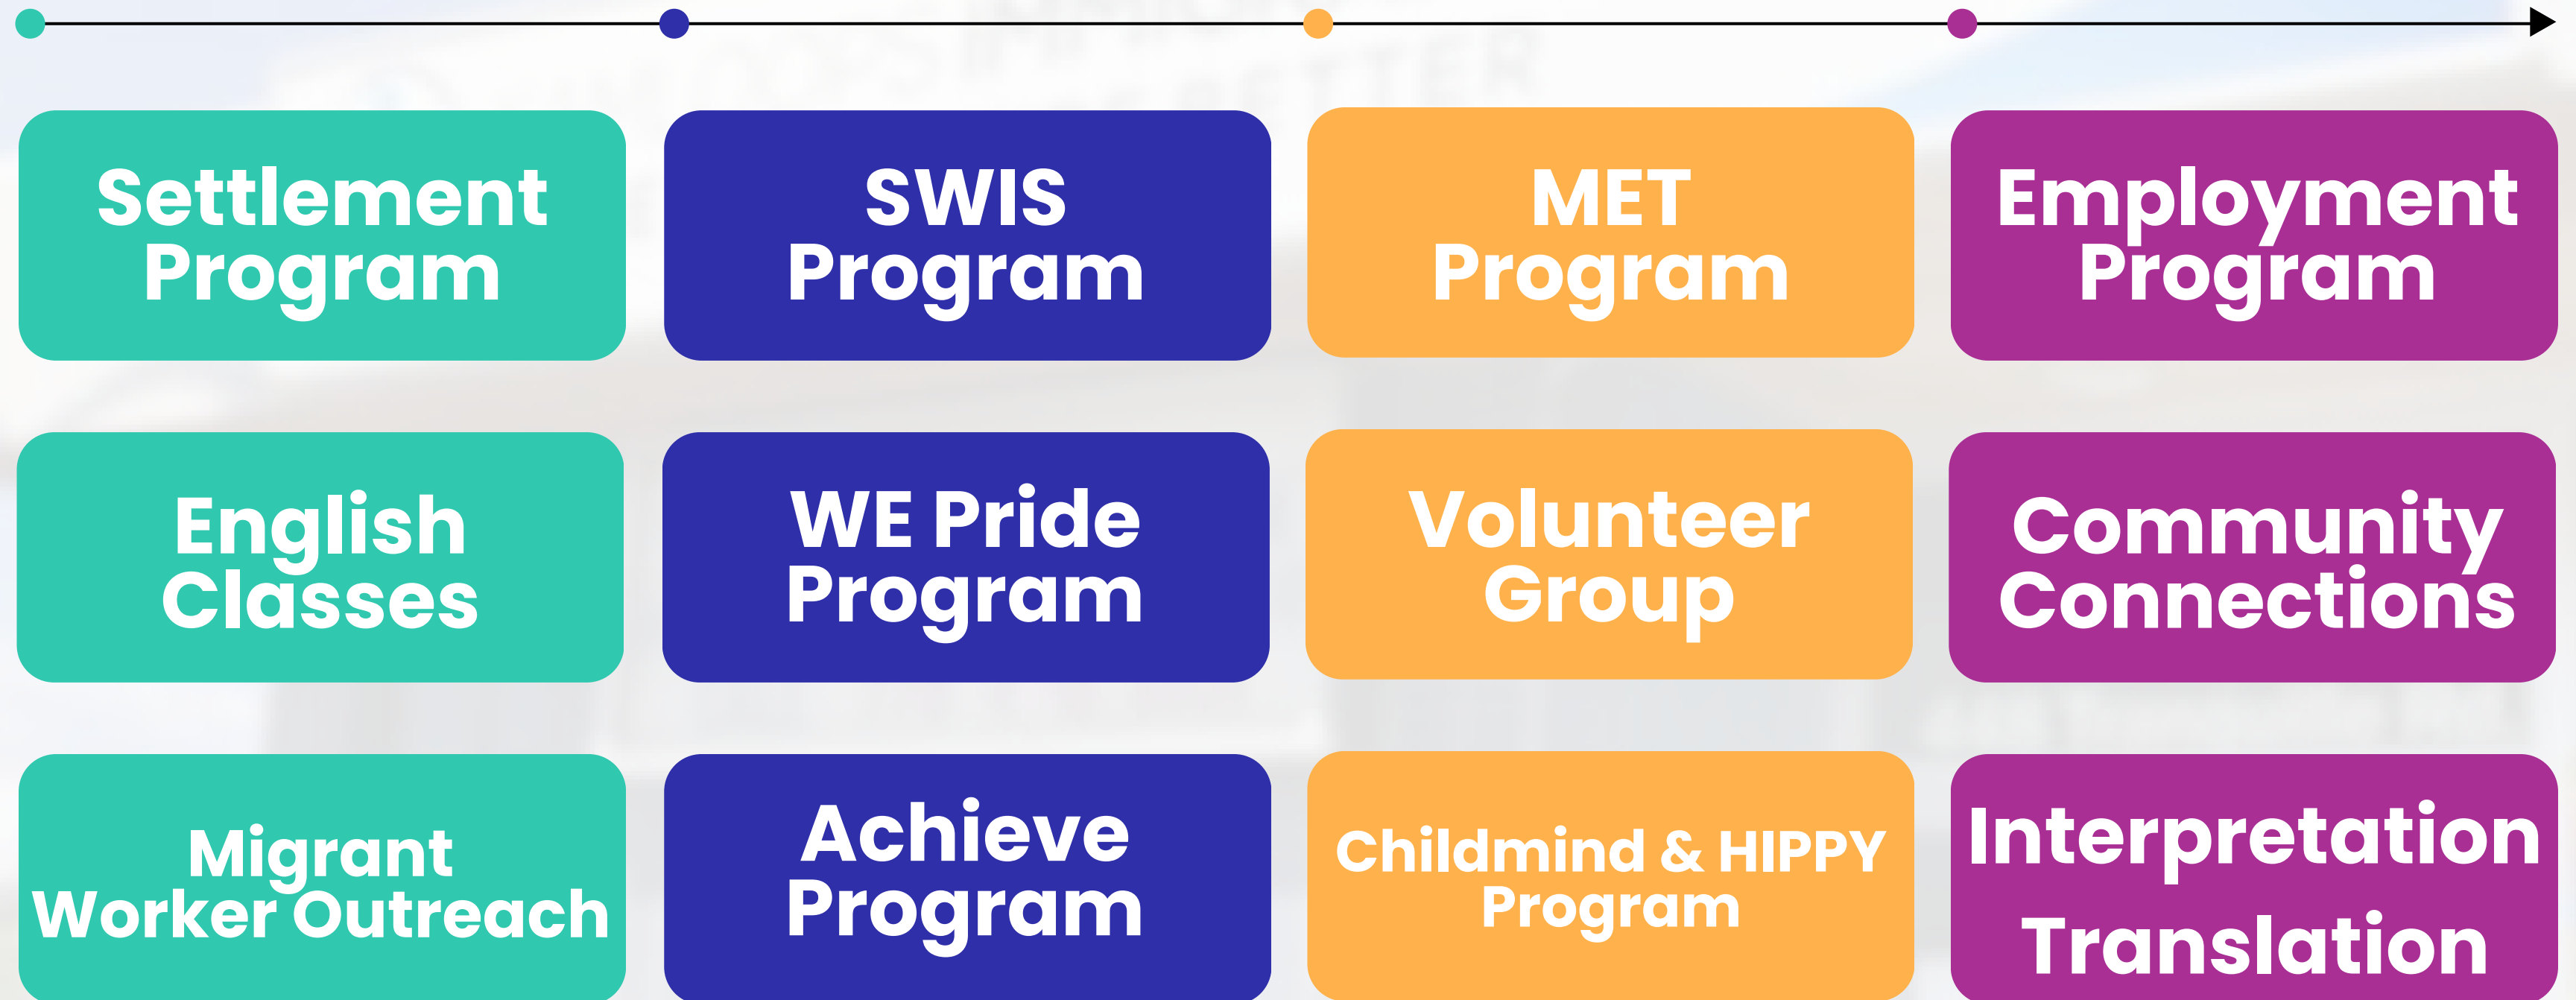 Settlement
Program
SWIS
Program
MET
Program
Employment
Program
English
Classes
WE Pride
Program
Volunteer
Group
Community
Connections
Migrant
Worker Outreach
Achieve
Program
Childmind & HIPPY
Program
Interpretation
Translation